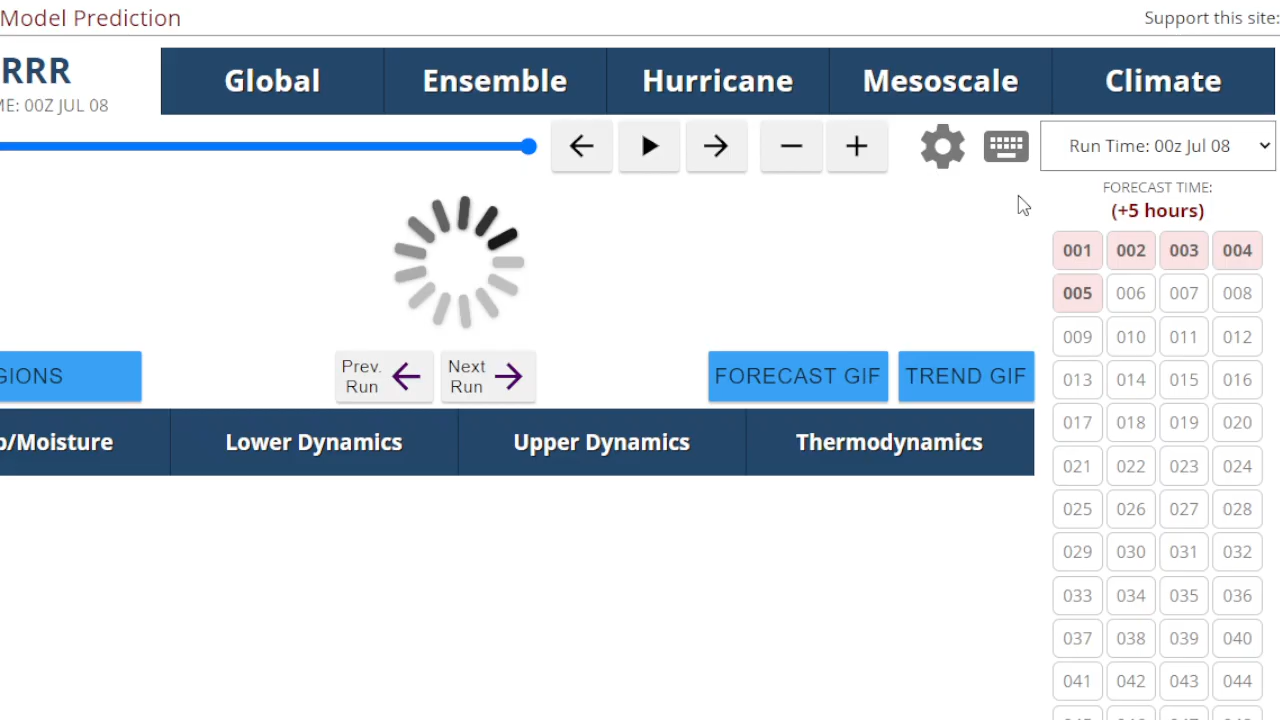 Model Prediction
Support this site:
RRR
ME: 00Z JUL 08
Global
Ensemble
Hurricane
Mesoscale
Climate
Run Time: 00z Jul 08
FORECAST TIME:
(+5 hours)
001 002 003 004
005 006 007 008
009 010 011 012
013 014 015 016
017 018 019 020
021 022 023 024
025 026 027 028
029 030 031 032
033 034 035 036
037 038 039 040
041 042 043 044
GIONS
Prev.
Run
Next
Run
FORECAST GIF
TREND GIF
p/Moisture
Lower Dynamics
Upper Dynamics
Thermodynamics